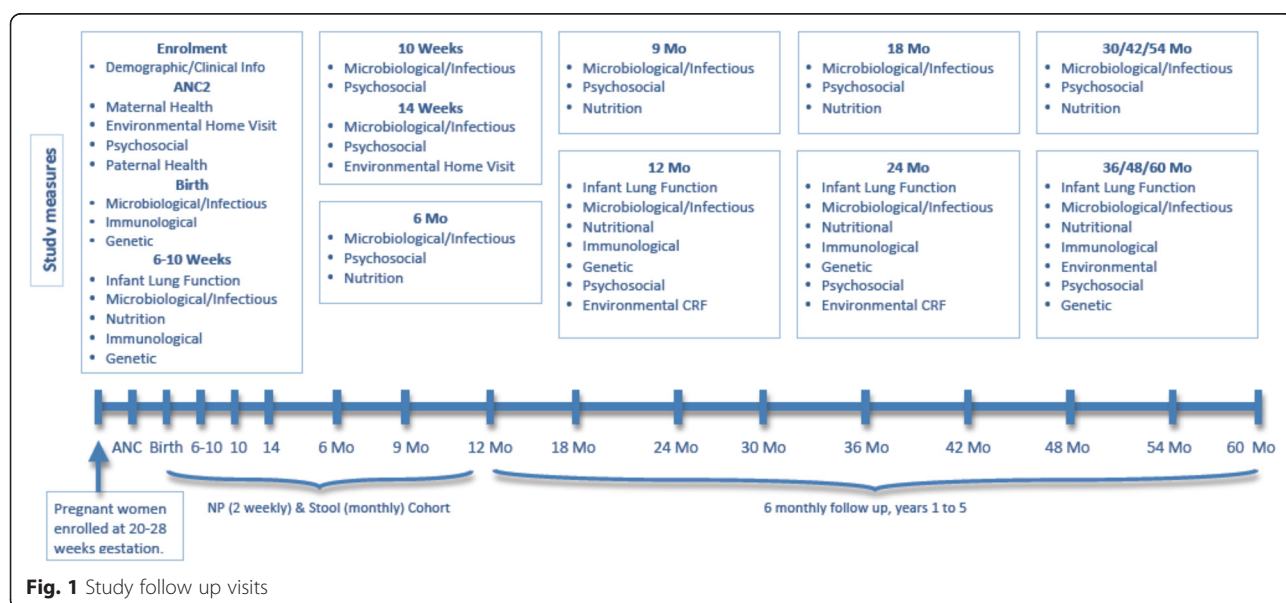 Study measures
Enrolment
• Demographic/Clinical Info
ANC2
• Maternal Health
• Environmental Home Visit
• Psychosocial
• Paternal Health
Birth
• Microbiological/Infectious
• Immunological
• Genetic
6-10 Weeks
• Infant Lung Function
• Microbiological/Infectious
• Nutrition
• Immunological
• Genetic
10 Weeks
• Microbiological/Infectious
• Psychosocial
14 Weeks
• Microbiological/Infectious
• Psychosocial
• Environmental Home Visit
6 Mo
• Microbiological/Infectious
• Psychosocial
• Nutrition
9 Mo
• Microbiological/Infectious
• Psychosocial
• Nutrition
12 Mo
• Infant Lung Function
• Microbiological/Infectious
• Nutritional
• Immunological
• Genetic
• Psychosocial
• Environmental CRF
18 Mo
• Microbiological/Infectious
• Psychosocial
• Nutrition
24 Mo
• Infant Lung Function
• Microbiological/Infectious
• Nutritional
• Immunological
• Genetic
• Psychosocial
• Environmental CRF
30/42/54 Mo
• Microbiological/Infectious
• Psychosocial
• Nutrition
36/48/60 Mo
• Infant Lung Function
• Microbiological/Infectious
• Nutritional
• Immunological
• Environmental
• Psychosocial
• Genetic
ANC Birth 6-10 10 14 6 Mo 9 Mo 12 Mo 18 Mo 24 Mo 30 Mo 36 Mo 42 Mo 48 Mo 54 Mo 60 Mo
Pregnant women
enrolled at 20-28
weeks gestation.
NP (2 weekly) & Stool (monthly) Cohort
6 monthly follow up, years 1 to 5
Fig. 1 Study follow up visits